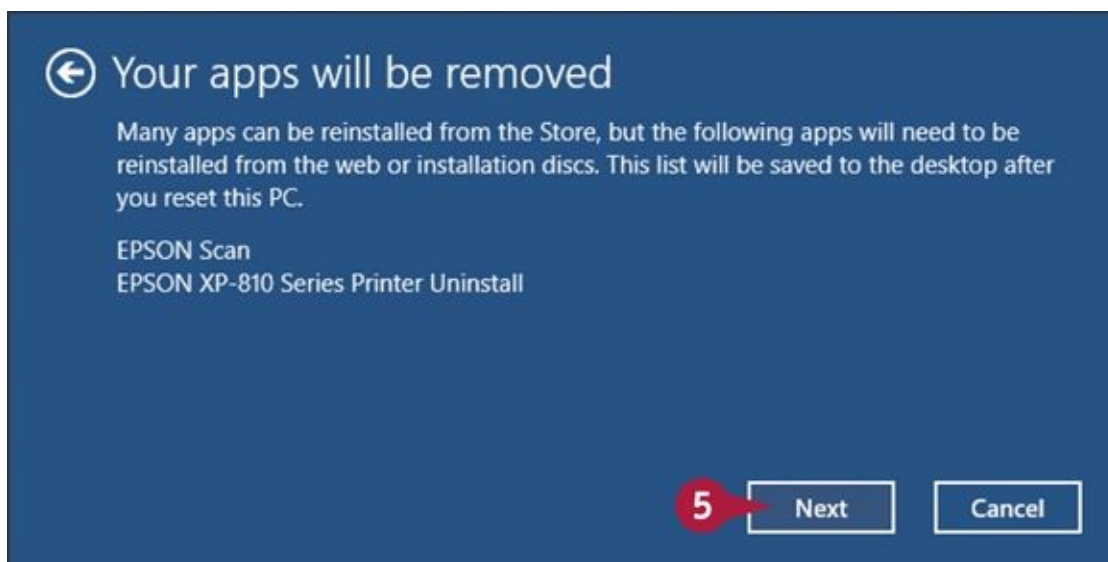 Your apps will be removed
Many apps can be reinstalled from the Store, but the following apps will need to be
reinstalled from the web or installation discs. This list will be saved to the desktop after
you reset this PC.
EPSON Scan
EPSON XP-810 Series Printer Uninstall
5 Next Cancel